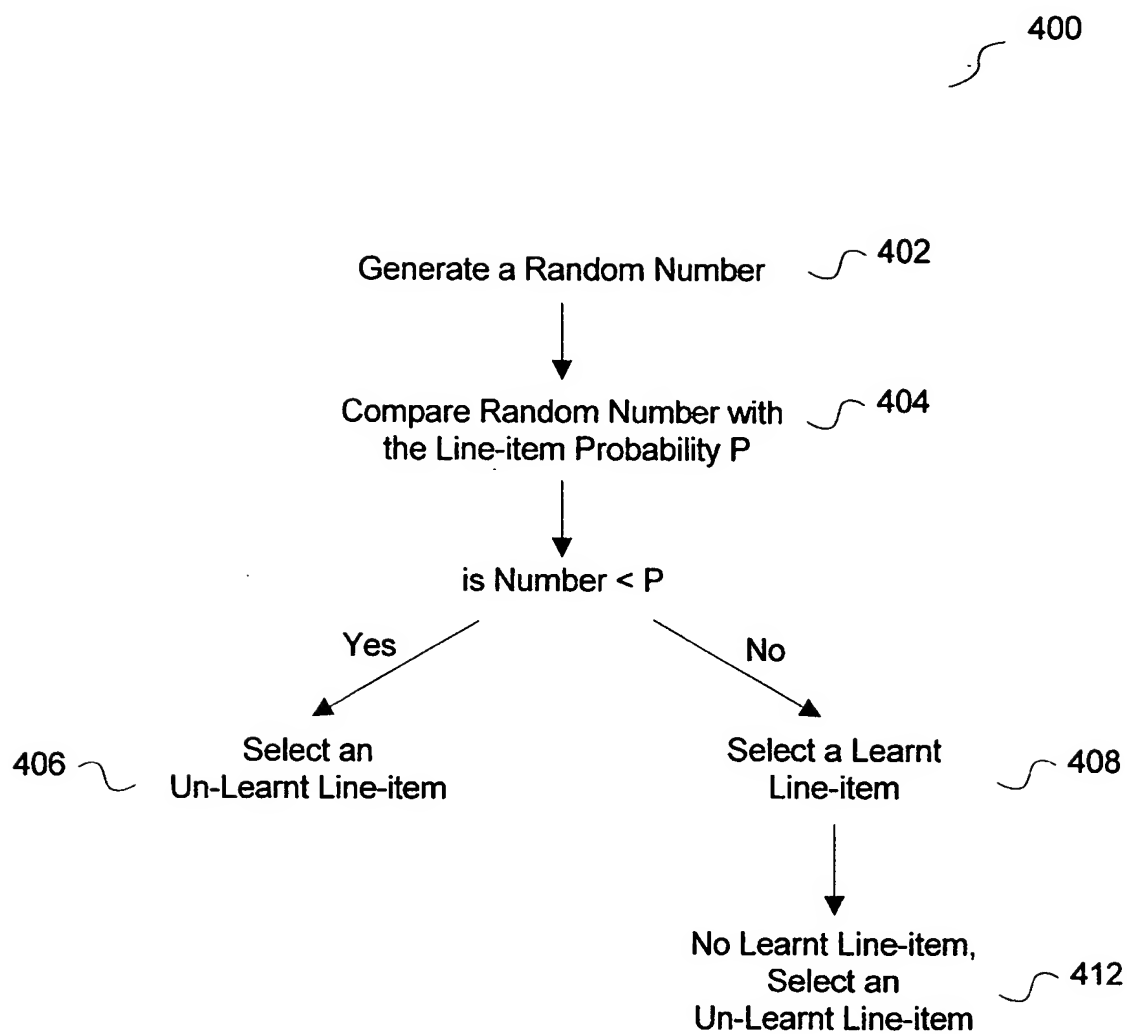 400
Generate a Random Number 402
Compare Random Number with 404
the Line-item Probability P
is Number < P
Yes No
Select an
Un-Learnt Line-item
406
Select a Learnt
Line-item
408
No Learnt Line-item,
Select an
Un-Learnt Line-item
412